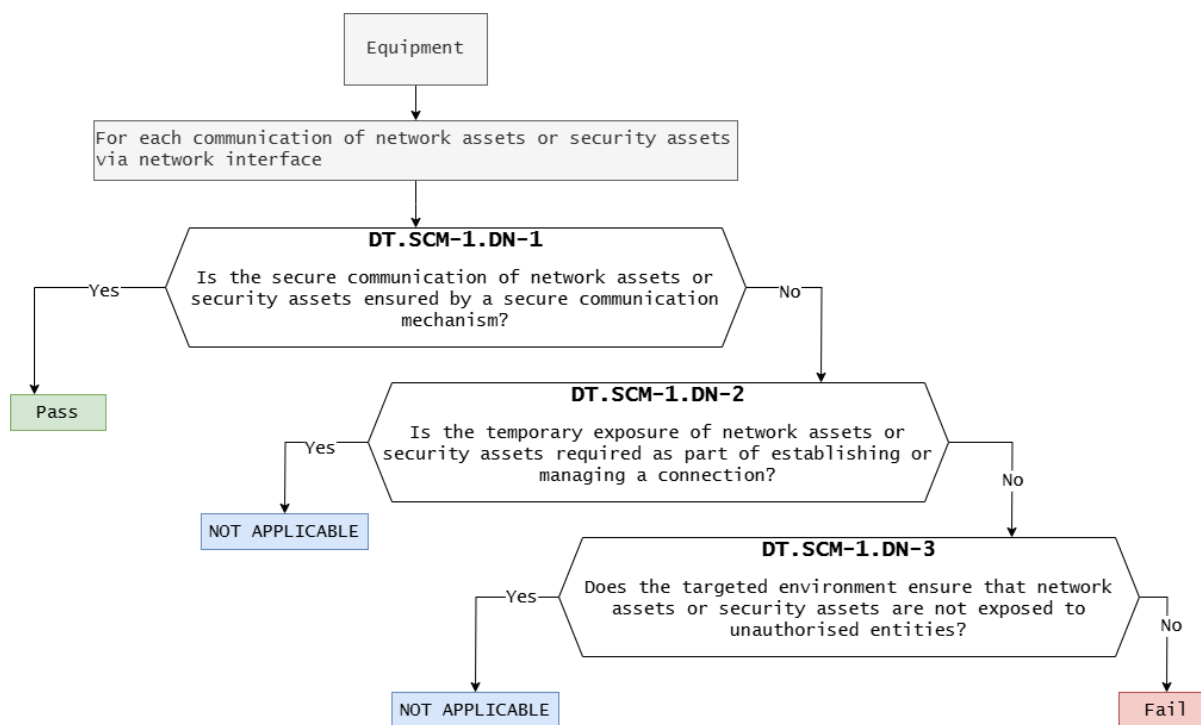 Equipment
For each communication of network assets or security assets
via network interface
DT.SCM-1.DN-1
Is the secure communication of network assets or
security assets ensured by a secure communication
mechanism?
Yes
No
Pass
DT.SCM-1.DN-2
Is the temporary exposure of network assets or
security assets required as part of establishing or
managing a connection?
Yes
No
NOT APPLICABLE
DT.SCM-1.DN-3
Does the targeted environment ensure that network
assets or security assets are not exposed to
unauthorised entities?
Yes
No
NOT APPLICABLE
Fail